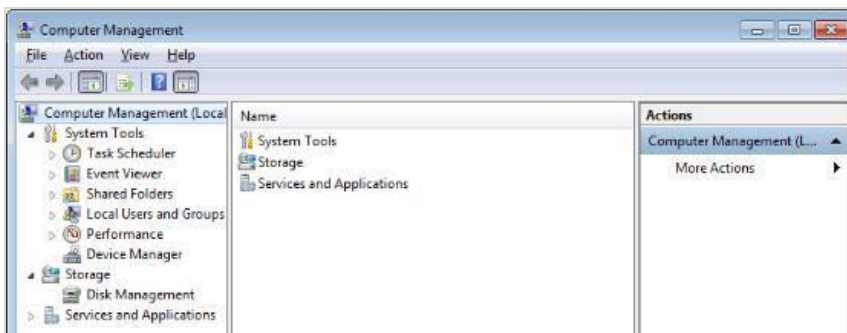 Computer Management
File Action View Help
Computer Management (Local
System Tools
Task Scheduler
Event Viewer
Shared Folders
Local Users and Groups
Performance
Device Manager
Storage
Disk Management
Services and Applications
Name
System Tools
Storage
Services and Applications
Actions
Computer Management (L...
More Actions